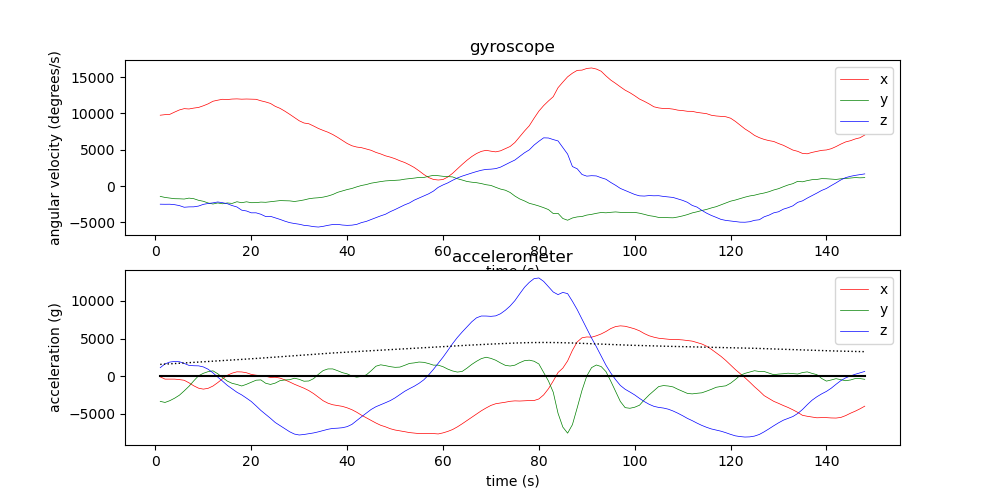 gyroscope
angular velocity (degrees/s)
15000
10000
5000
0
−5000
x
y
z
0 20 40 60 80 100 120 140
time (s)
accelerometer
acceleration (g)
10000
5000
0
−5000
x
y
z
0 20 40 60 80 100 120 140
time (s)